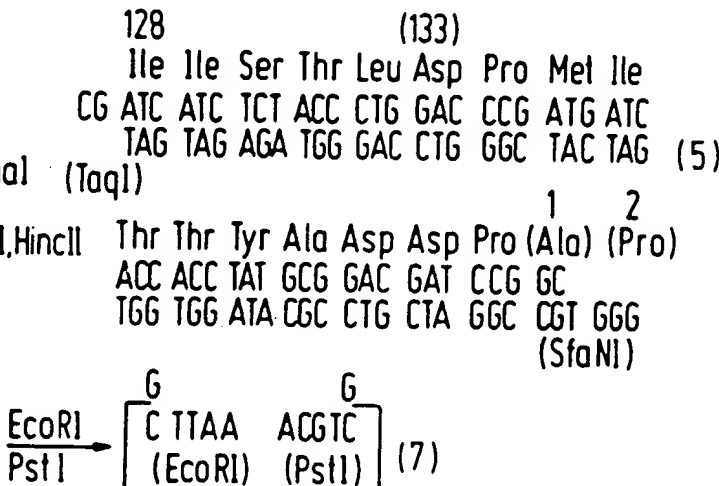 128 (133)
Ile Ile Ser Thr Leu Asp Pro Met Ile
CG ATC ATC TCT ACC CTG GAC CCG ATG ATC
TAG TAG AGA TGG GAC CTG GGC TAC TAG (5)
aI (TaqI)
1 2
I,HincII Thr Thr Tyr Ala Asp Asp Pro (Ala) (Pro)
ACC ACC TAT GCG GAC GAT CCG GC
TGG TGG ATA CGC CTG CTA GGC CGT GGG
(SfaNI)
G G
EcoRI C TTAA ACGTC (7)
PstI (EcoRI) (PstI)